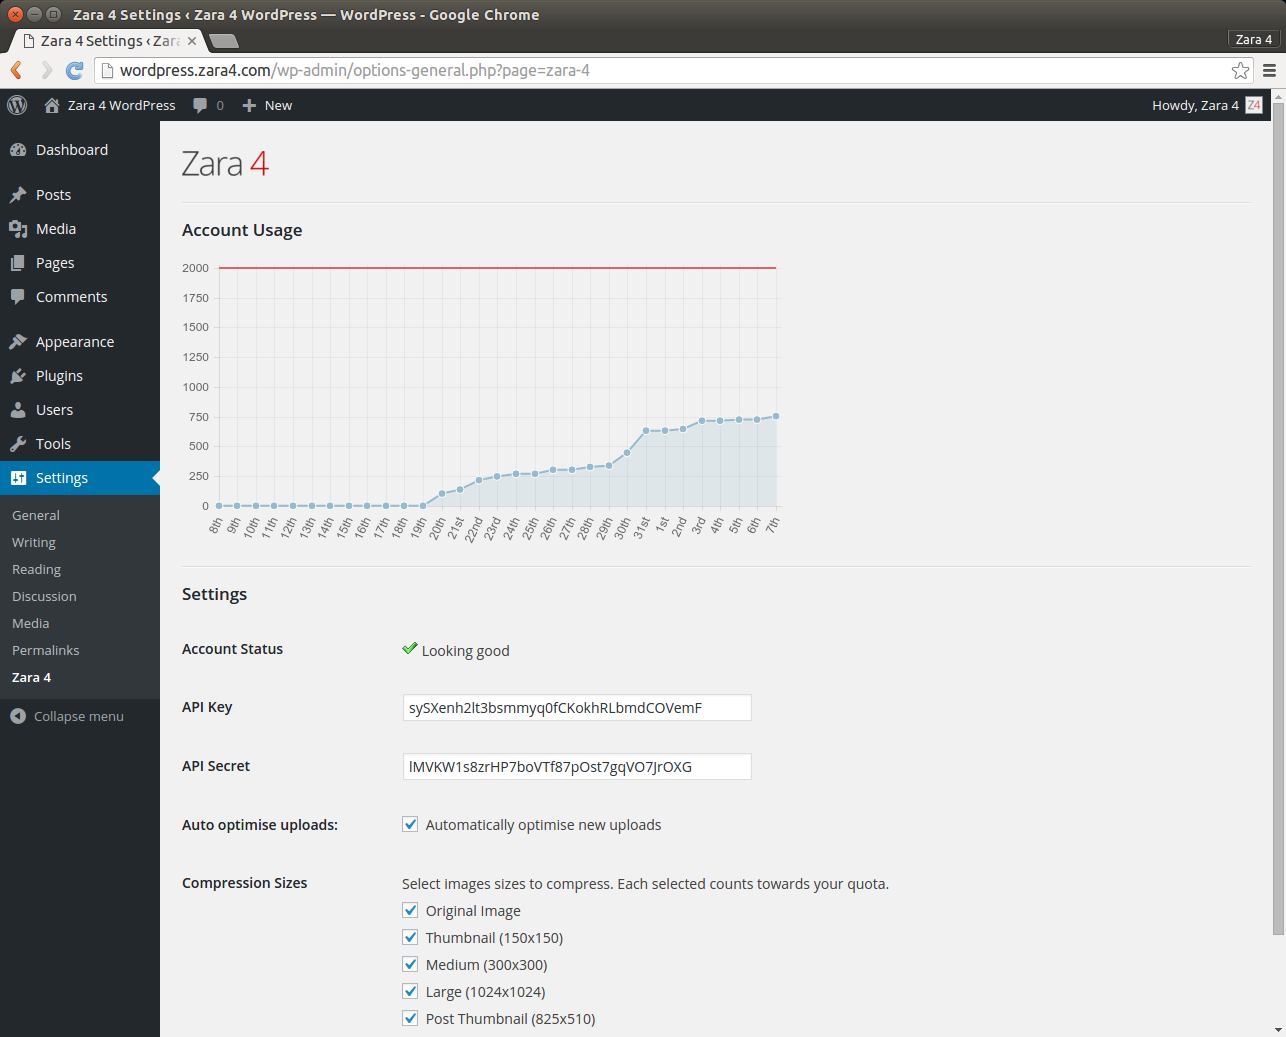 Zara 4 Settings ‹ Zara 4 WordPress — WordPress - Google Chrome
Zara 4 Settings ‹ Zara
Zara 4
wordpress.zara4.com/wp-admin/options-general.php?page=zara-4
Zara 4 WordPress 0 New Howdy, Zara 4 Z4
Dashboard
Posts
Media
Pages
Comments
Appearance
Plugins
Users
Tools
Settings
General
Writing
Reading
Discussion
Media
Permalinks
Zara 4
Collapse menu
Zara 4
Account Usage
2000
1750
1500
1250
1000
750
500
250
0
8th 9th 10th 11th 12th 13th 14th 15th 16th 17th 18th 19th 20th 21st 22nd 23rd 24th 25th 26th 27th 28th 29th 30th 31st 1st 2nd 3rd 4th 5th 6th 7th
Settings
Account Status Looking good
API Key sySXenh2lt3bsmmyq0fCKokhRLbmdCOVemF
API Secret lMVKW1s8zrHP7boVTf87pOst7gqVO7JrOXG
Auto optimise uploads: Automatically optimise new uploads
Compression Sizes Select images sizes to compress. Each selected counts towards your quota.
Original Image
Thumbnail (150x150)
Medium (300x300)
Large (1024x1024)
Post Thumbnail (825x510)